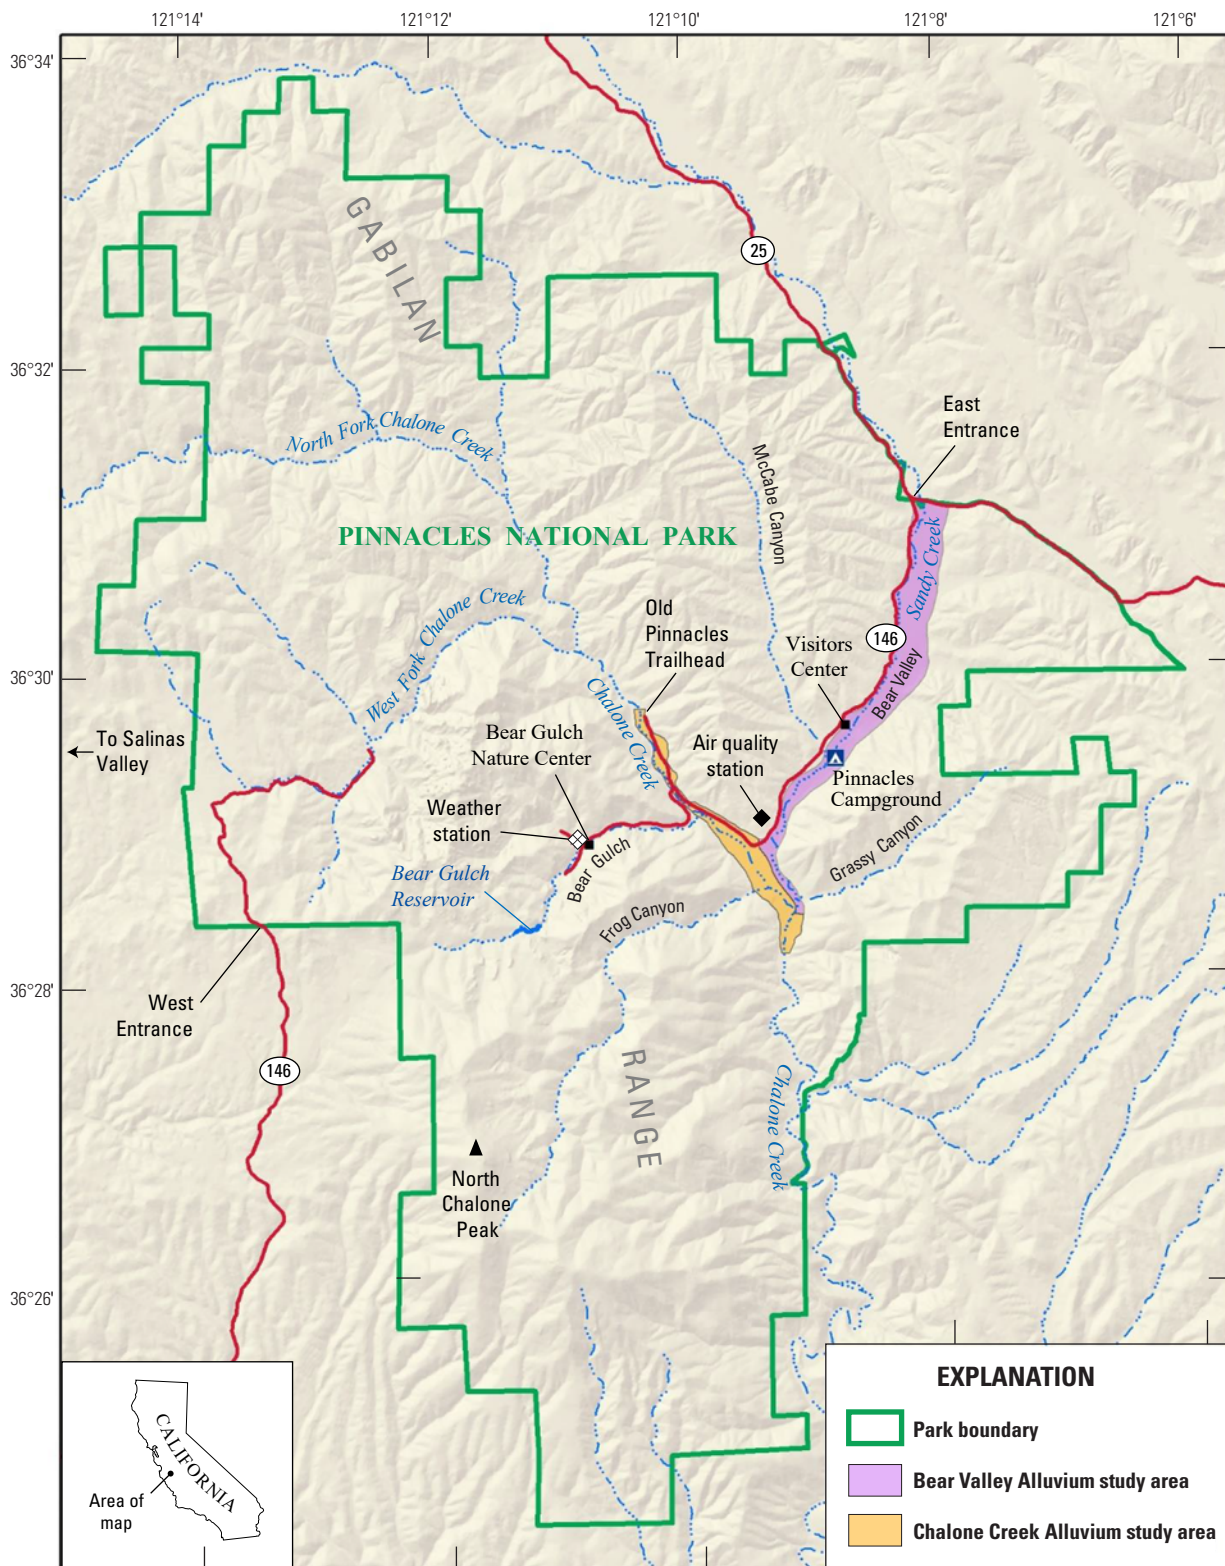 121°14' 121°12' 121°10' 121°8' 121°6'
36°34'
GABILAN
25
36°32'
East
Entrance
North Fork Chalone Creek
McCabe Canyon
PINNACLES NATIONAL PARK
Sandy Creek
West Fork Chalone Creek
Old
Pinnacles
Trailhead
146
Visitors
Center
36°30'
Bear Valley
Chalone Creek
To Salinas
Valley
Bear Gulch
Nature Center
Air quality
station
Pinnacles
Campground
Weather
station
Grassy Canyon
Bear Gulch
Bear Gulch
Reservoir
Frog Canyon
36°28'
West
Entrance
146
RANGE
Chalone Creek
North
Chalone
Peak
36°26'
CALIFORNIA
Area of
map
EXPLANATION
Park boundary
Bear Valley Alluvium study area
Chalone Creek Alluvium study area